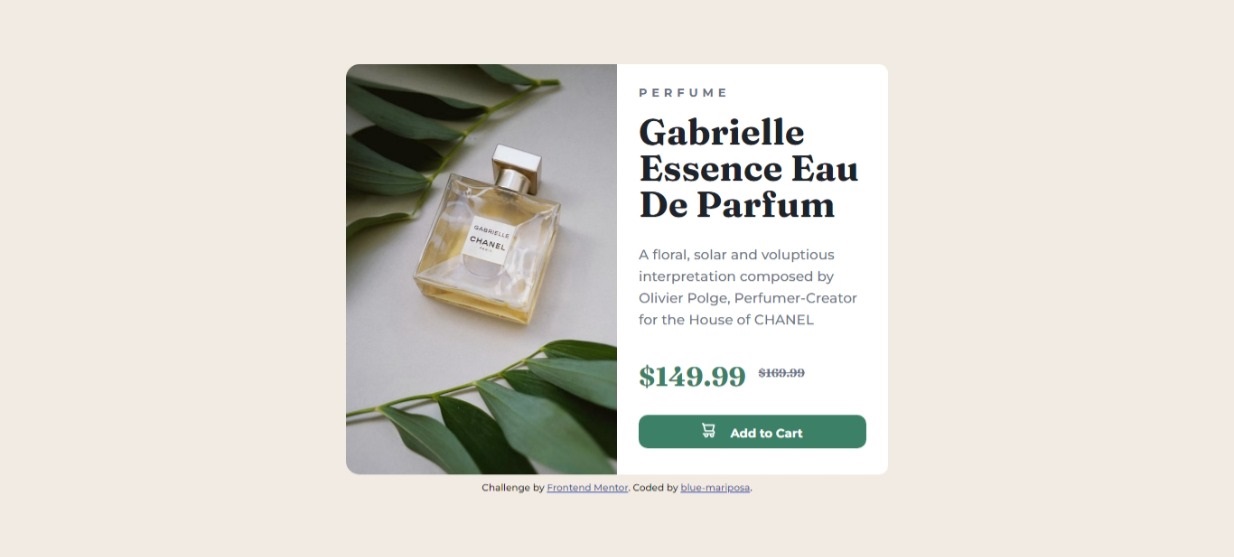 GABRIELLE
CHANEL
PARIS
PERFUME
Gabrielle
Essence Eau
De Parfum
A floral, solar and voluptious
interpretation composed by
Olivier Polge, Perfumer-Creator
for the House of CHANEL
$149.99 $169.99
Add to Cart
Challenge by Frontend Mentor. Coded by blue-mariposa.